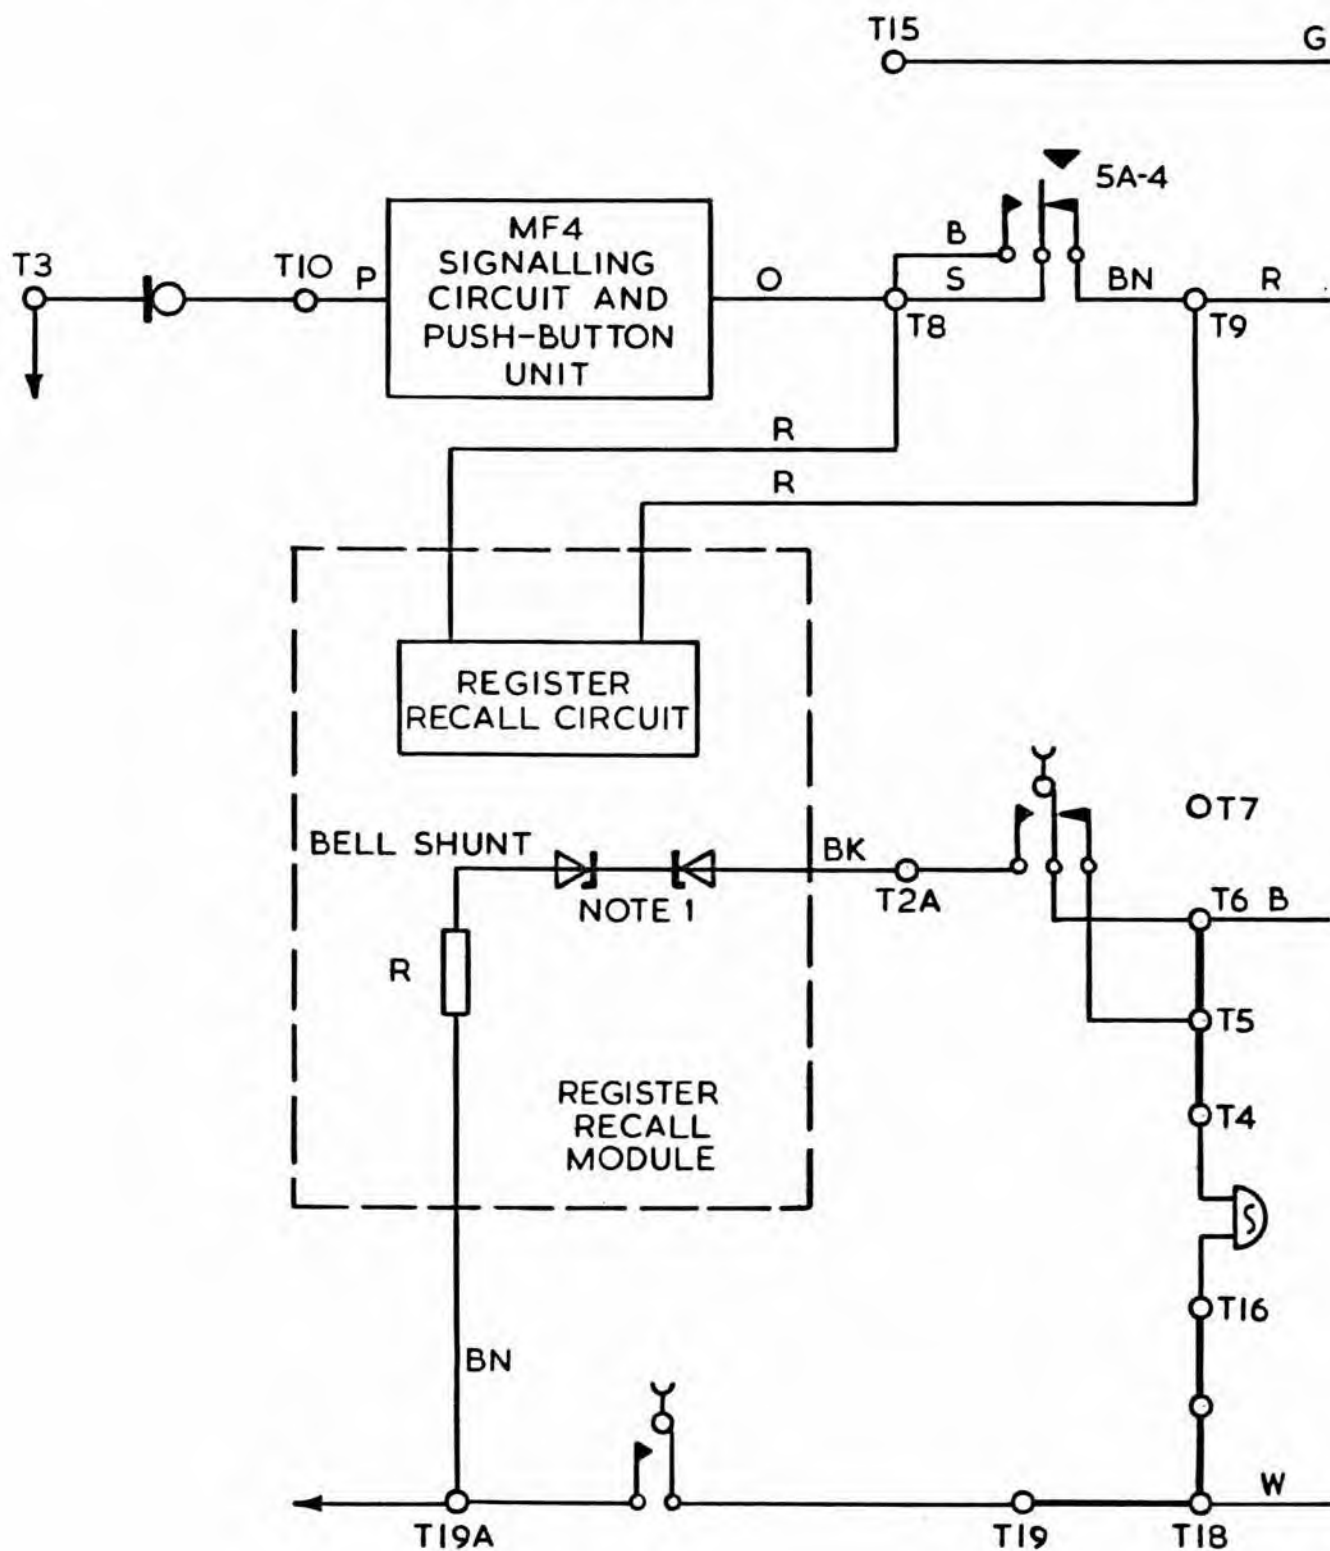 T15
G
5A-4
MF4
SIGNALLING
CIRCUIT AND
PUSH-BUTTON
UNIT
T3
T10
P
O
B
S
BN
R
T8
T9
R
R
REGISTER
RECALL CIRCUIT
T7
BELL SHUNT
NOTE 1
BK
T2A
T6 B
R
T5
REGISTER
RECALL
MODULE
T4
T16
BN
T19A
T19
T18
W